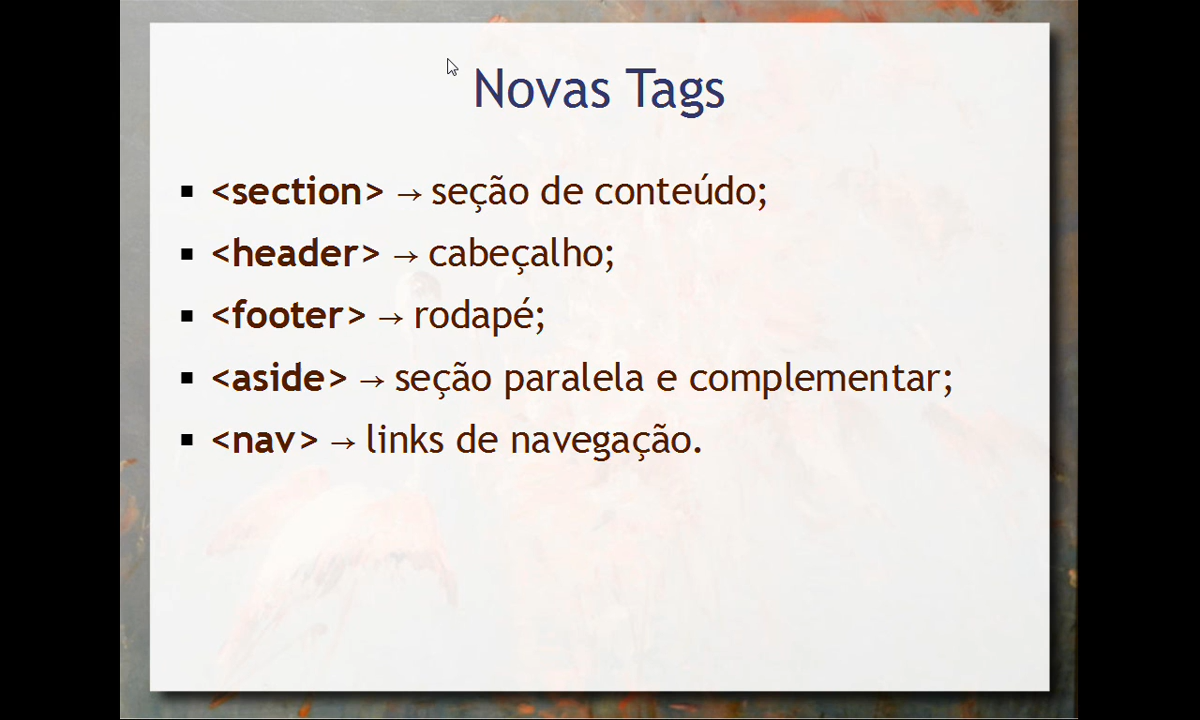 Novas Tags
▪ <section> → seção de conteúdo;
▪ <header> → cabeçalho;
▪ <footer> → rodapé;
▪ <aside> → seção paralela e complementar;
▪ <nav> → links de navegação.